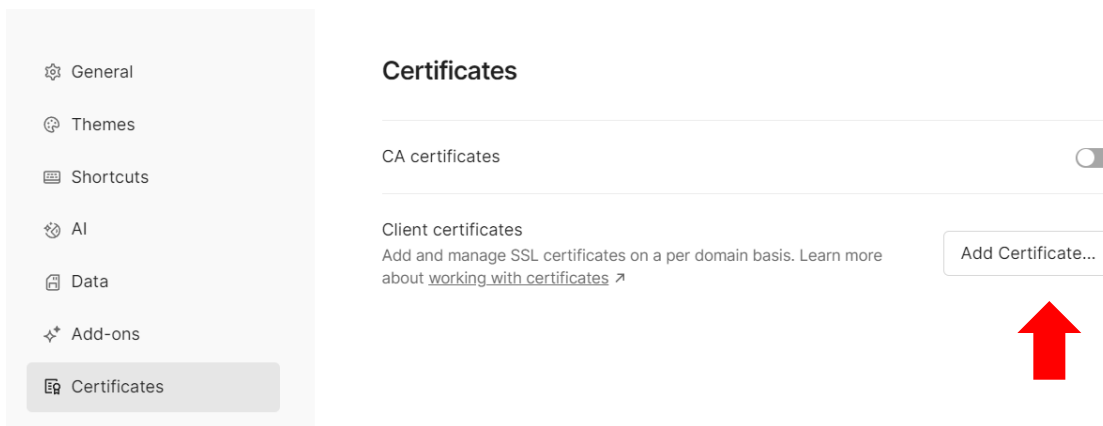 General
Themes
Shortcuts
AI
Data
Add-ons
Certificates
Certificates
CA certificates
Client certificates
Add and manage SSL certificates on a per domain basis. Learn more
about working with certificates ↗
Add Certificate...